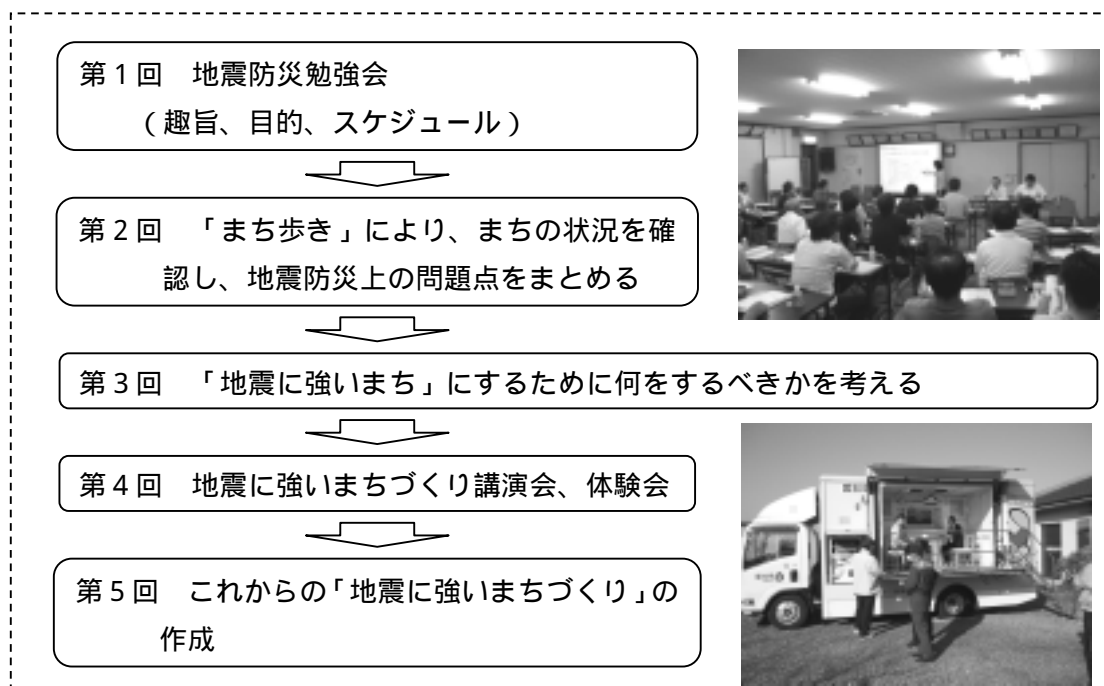 第１回　地震防災勉強会
（趣旨、目的、スケジュール）
第２回　「まち歩き」により、まちの状況を確
認し、地震防災上の問題点をまとめる
第３回　「地震に強いまち」にするために何をするべきかを考える
第４回　地震に強いまちづくり講演会、体験会
第５回　これからの「地震に強いまちづくり」の
作成